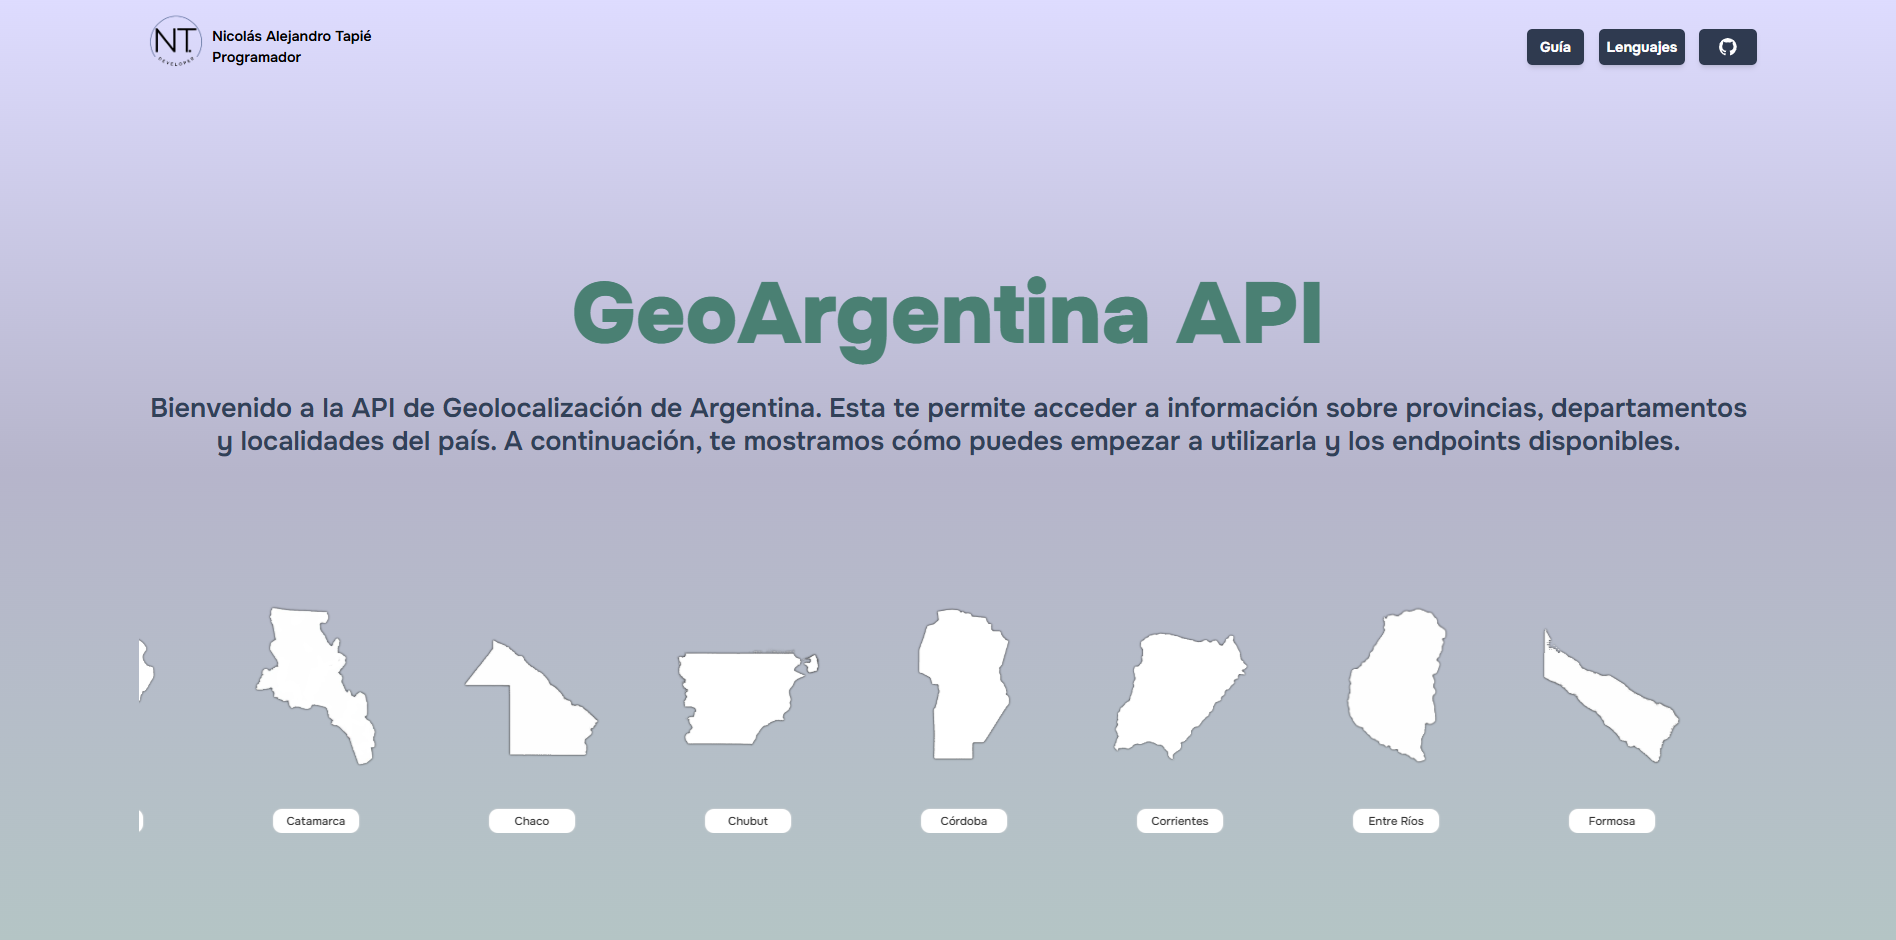 NT.
DEVELOPER
Nicolás Alejandro Tapié
Programador
Guía
Lenguajes
GeoArgentina API
Bienvenido a la API de Geolocalización de Argentina. Esta te permite acceder a información sobre provincias, departamentos
y localidades del país. A continuación, te mostramos cómo puedes empezar a utilizarla y los endpoints disponibles.
Catamarca
Chaco
Chubut
Córdoba
Corrientes
Entre Ríos
Formosa